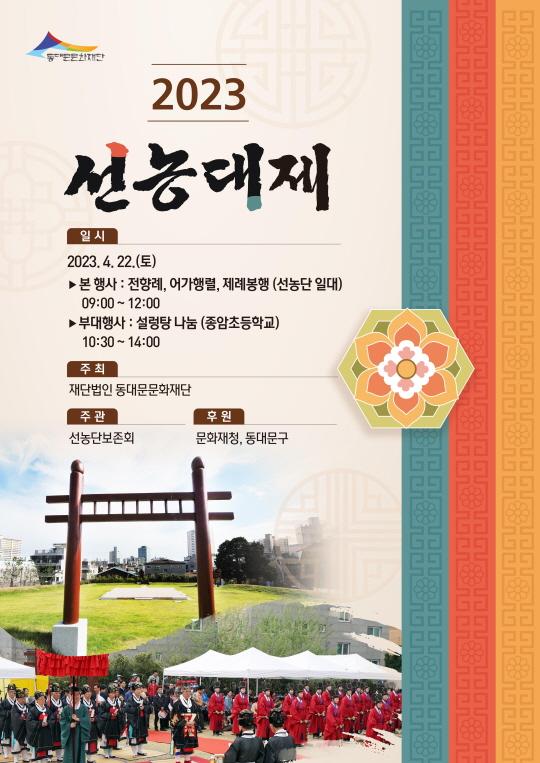 동대문문화재단
2023
선농대제
일 시
2023. 4. 22.(토)
▶본 행사 : 전향례, 어가행렬, 제례봉행 (선농단 일대)
09:00 ~ 12:00
▶부대행사 : 설렁탕 나눔 (종암초등학교)
10:30 ~ 14:00
주 최
재단법인 동대문문화재단
주 관
선농단보존회
후 원
문화재청, 동대문구